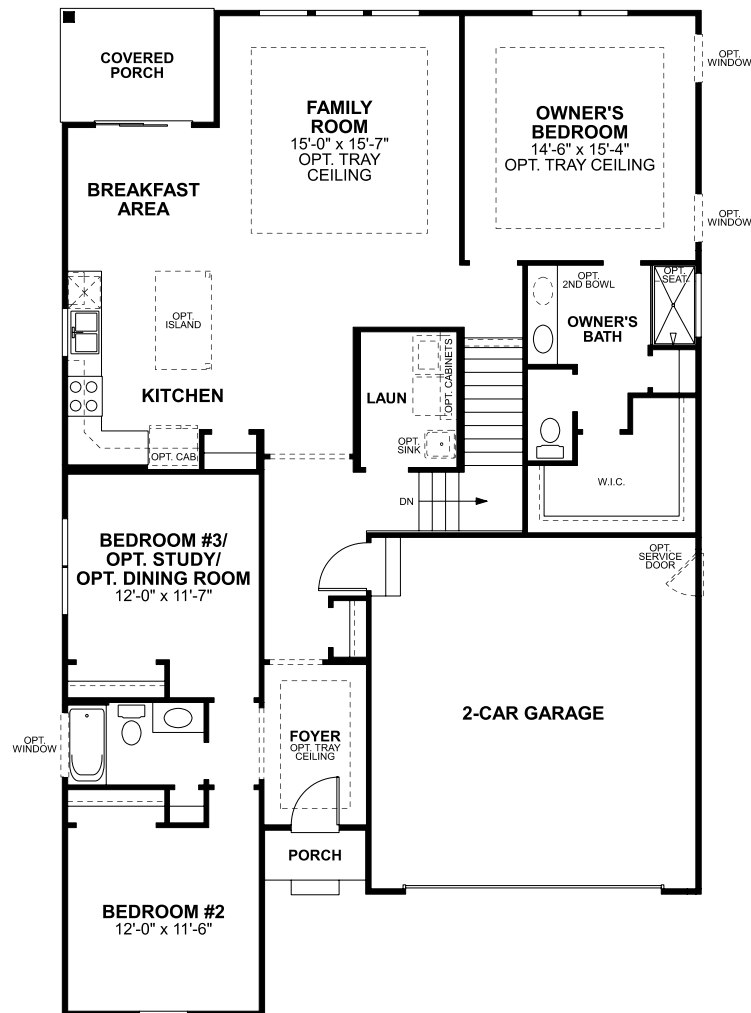 COVERED
PORCH
FAMILY
ROOM
15'-0" x 15'-7"
OPT. TRAY
CEILING
OWNER'S
BEDROOM
14'-6" x 15'-4"
OPT. TRAY CEILING
OPT.
WINDOW
BREAKFAST
AREA
OPT.
WINDOW
OPT.
2ND BOWL
OPT.
SEAT
OPT.
ISLAND
OWNER'S
BATH
KITCHEN
LAUN
OPT. CABINETS
OPT.
SINK
OPT. CAB
W.I.C.
DN
BEDROOM #3/
OPT. STUDY/
OPT. DINING ROOM
12'-0" x 11'-7"
OPT.
SERVICE
DOOR
2-CAR GARAGE
OPT.
WINDOW
FOYER
OPT. TRAY
CEILING
PORCH
BEDROOM #2
12'-0" x 11'-6"